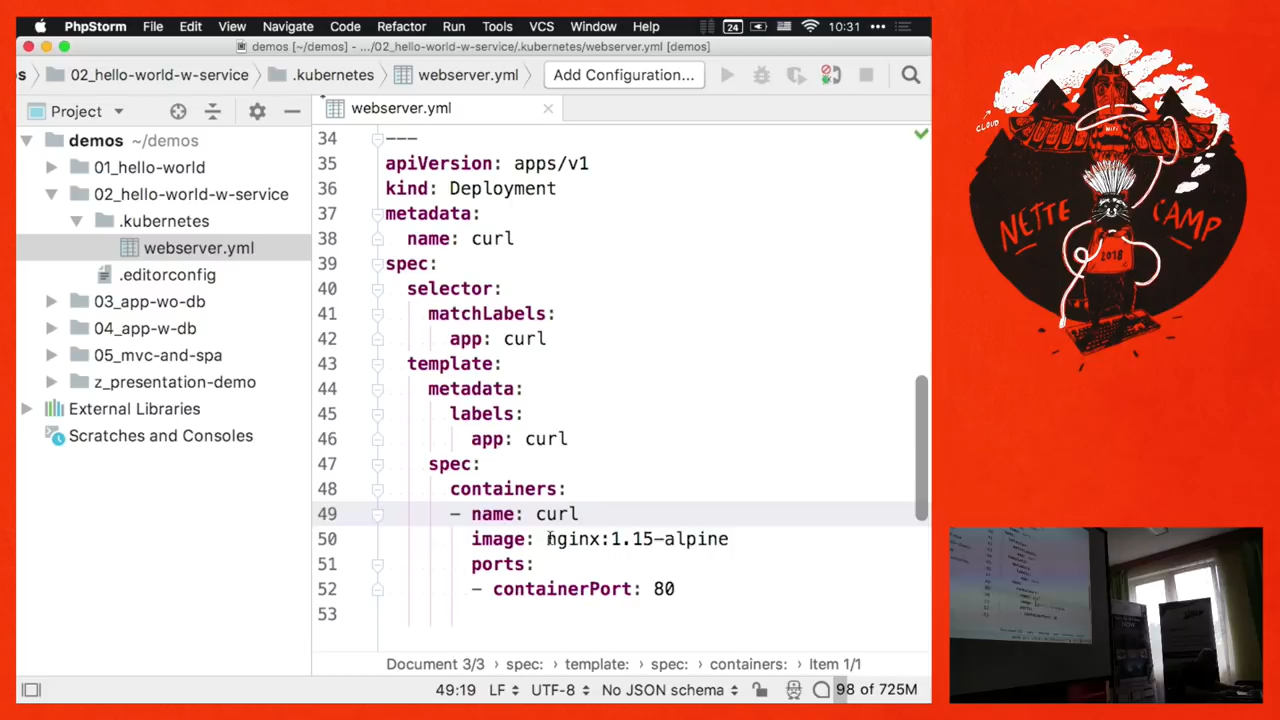 PhpStorm File Edit View Navigate Code Refactor Run Tools VCS Window Help 24 10:31
demos [~/demos] - .../02_hello-world-w-service/.kubernetes/webserver.yml [demos]
s 02_hello-world-w-service .kubernetes webserver.yml Add Configuration...
Project
webserver.yml
demos ~/demos
01_hello-world
02_hello-world-w-service
.kubernetes
webserver.yml
.editorconfig
03_app-wo-db
04_app-w-db
05_mvc-and-spa
z_presentation-demo
External Libraries
Scratches and Consoles
34 ---
35 apiVersion: apps/v1
36 kind: Deployment
37 metadata:
38 name: curl
39 spec:
40 selector:
41 matchLabels:
42 app: curl
43 template:
44 metadata:
45 labels:
46 app: curl
47 spec:
48 containers:
49 - name: curl
50 image: nginx:1.15-alpine
51 ports:
52 - containerPort: 80
53
Document 3/3 › spec: › template: › spec: › containers: › Item 1/1
49:19 LF UTF-8 No JSON schema 98 of 725M
CLOUD
WiFi
NETTE CAMP
2018